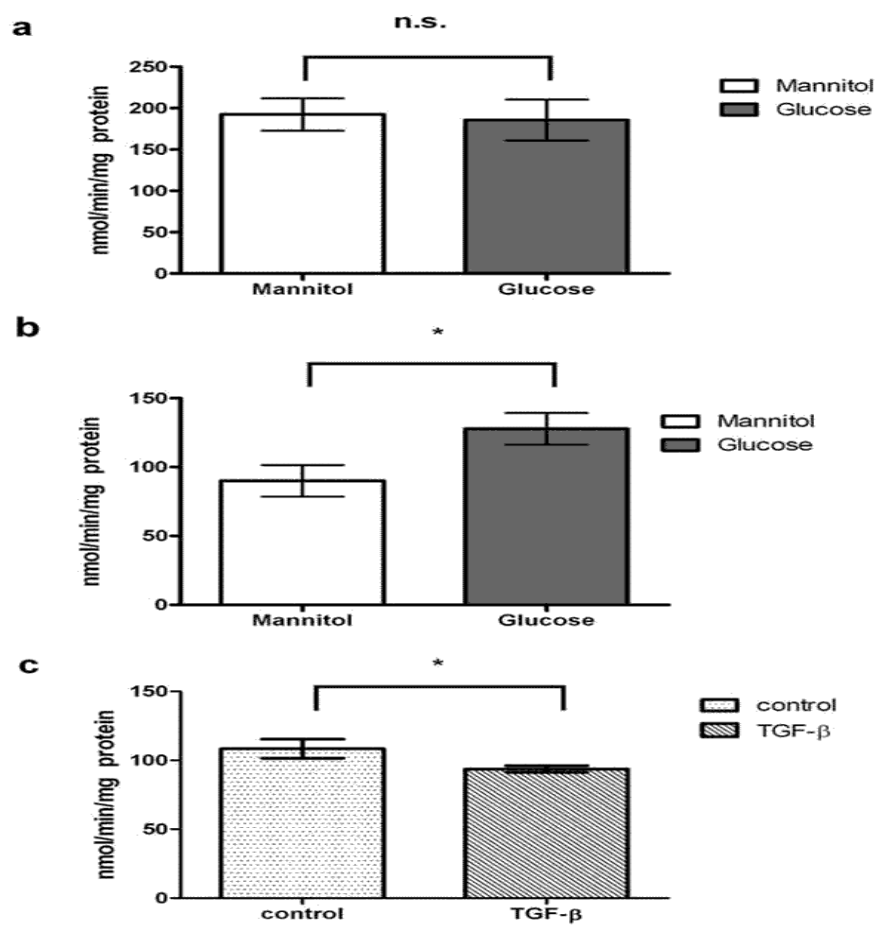 a
n.s.
nmol/min/mg protein
250
200
150
100
50
0
Mannitol
Glucose
Mannitol
Glucose
b
*
nmol/min/mg protein
150
100
50
0
Mannitol
Glucose
Mannitol
Glucose
c
*
nmol/min/mg protein
150
100
50
0
control
TGF-β
control
TGF-β